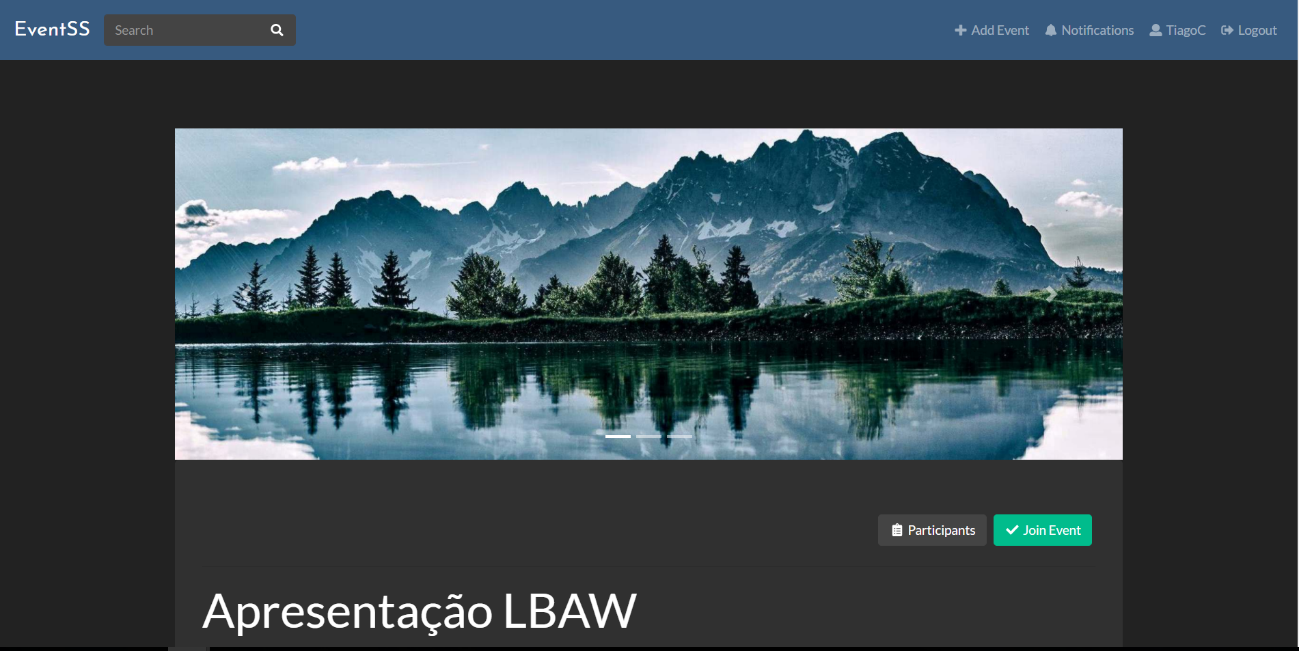 EventSS
Search
Add Event
Notifications
TiagoC
Logout
Participants
Join Event
Apresentação LBAW